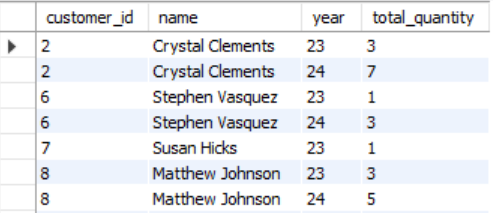 customer_id name year total_quantity
2 Crystal Clements 23 3
2 Crystal Clements 24 7
6 Stephen Vasquez 23 1
6 Stephen Vasquez 24 3
7 Susan Hicks 23 1
8 Matthew Johnson 23 3
8 Matthew Johnson 24 5